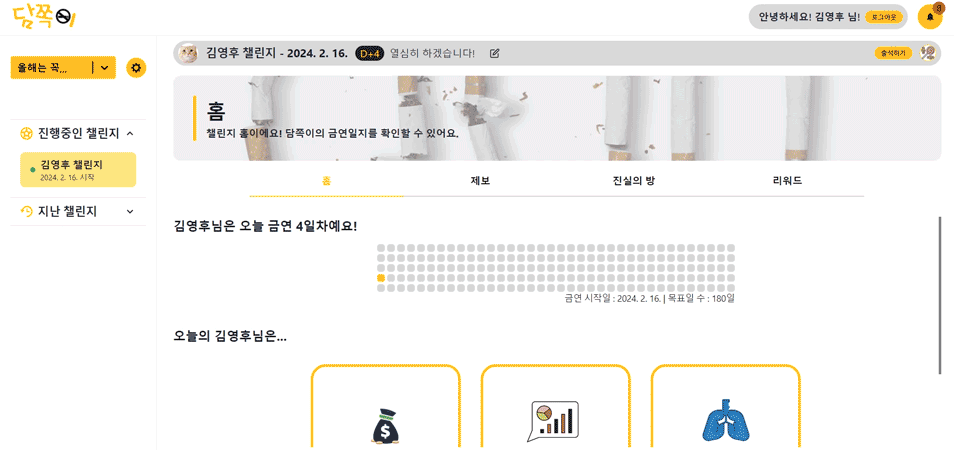 담쪽이
안녕하세요! 김영후 님! 로그아웃 3
올해는 꼭,,,
김영후 챌린지 - 2024. 2. 16. D+4 열심히 하겠습니다! 출석하기
홈
챌린지 홈이에요! 담쪽이의 금연일지를 확인할 수 있어요.
진행중인 챌린지
김영후 챌린지
2024. 2. 16. 시작
지난 챌린지
홈 제보 진실의 방 리워드
김영후님은 오늘 금연 4일차예요!
금연 시작일 : 2024. 2. 16. | 목표일 수 : 180일
오늘의 김영후님은...